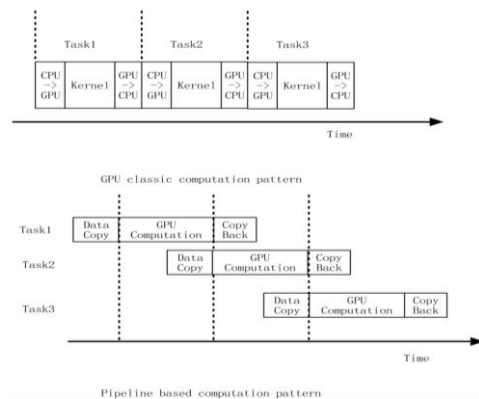 Task1 Task2 Task3
CPU -> GPU Kernel GPU -> CPU CPU -> GPU Kernel GPU -> CPU CPU -> GPU Kernel GPU -> CPU
Time
GPU classic computation pattern
Task1 Data Copy GPU Computation Copy Back
Task2 Data Copy GPU Computation Copy Back
Task3 Data Copy GPU Computation Copy Back
Time
Pipeline based computation pattern